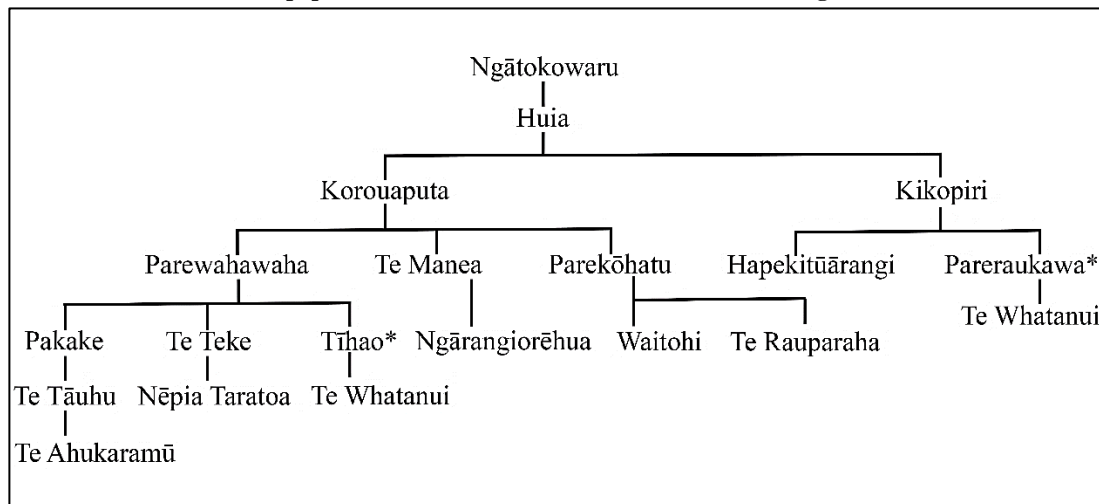 Ngātokowaru
Huia
Korouaputa Kikopiri
Parewahawaha Te Manea Parekōhatu Hapekitūārangi Pareraukawa*
Te Whatanui
Pakake Te Teke Tīhao* Ngārangiorēhua Waitohi Te Rauparaha
Te Tāuhu Nēpia Taratoa Te Whatanui
Te Ahukaramū